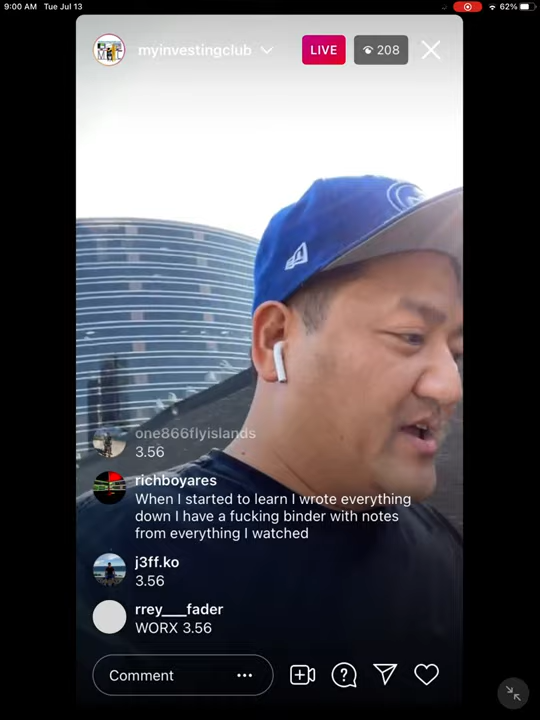 9:00 AM Tue Jul 13
62%
myinvestingclub
LIVE
208
one866flyislands
3.56
richboyares
When I started to learn I wrote everything
down I have a fucking binder with notes
from everything I watched
j3ff.ko
3.56
rrey___fader
WORX 3.56
Comment